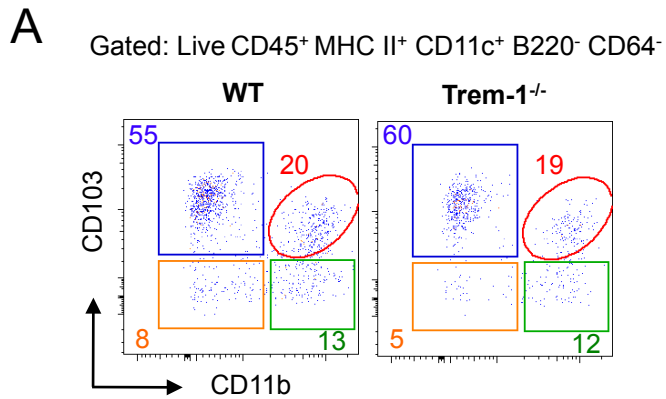 A
Gated: Live CD45⁺ MHC II⁺ CD11c⁺ B220⁻ CD64⁻
WT
Trem-1⁻/⁻
55
20
8
13
60
19
5
12
CD103
CD11b